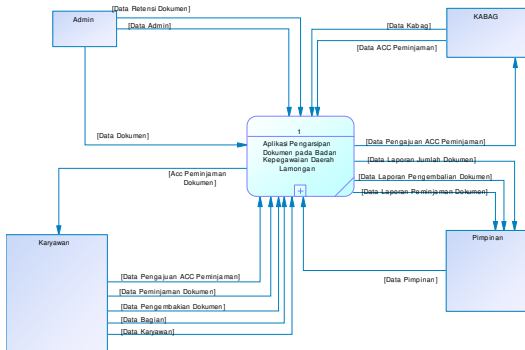 [Data Retensi Dokumen]
Admin
[Data Admin]
KABAG
[Data Kabag]
[Data ACC Peminjaman]
[Data Dokumen]
1
Aplikasi Pengarsipan
Dokumen pada Badan
Kepegawaian Daerah
Lamongan
[Data Pengajuan ACC Peminjaman]
[Data Laporan Jumlah Dokumen]
[Data Laporan Pengembalian Dokumen]
[Data Laporan Peminjaman Dokumen]
[Acc Peminjaman
Dokumen]
Karyawan
Pimpinan
[Data Pengajuan ACC Peminjaman]
[Data Pimpinan]
[Data Peminjaman Dokumen]
[Data Pengembakian Dokumen]
[Data Bagian]
[Data Karyawan]